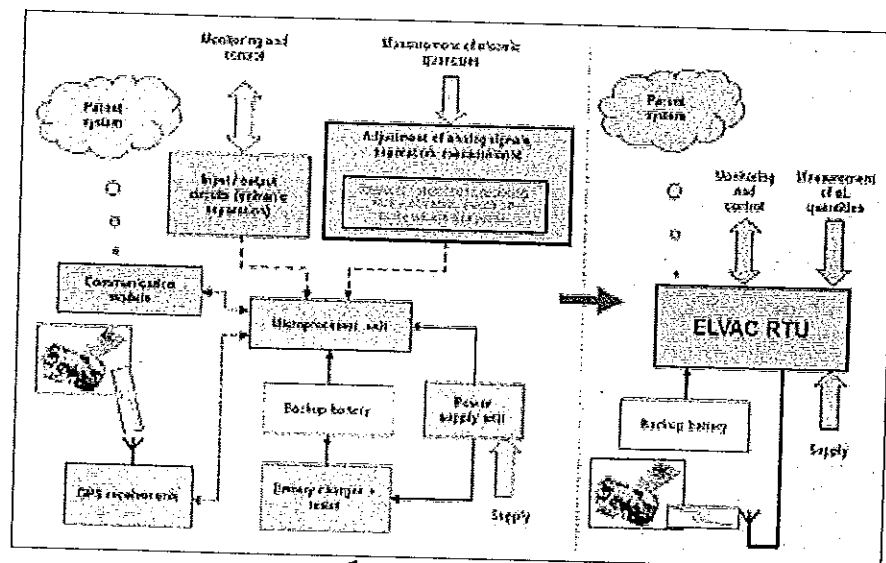 Monitoring and
control
Measurement of electric
quantities
Parent
system
Adjustment of analog signals
Input / output
circuits (galvanic
separation)
Communication
module
Microprocessor unit
Backup battery
Power
supply unit
GPS receiver unit
Battery charger +
tester
Supply
Parent
system
Monitoring
and
control
Measurement
of el.
quantities
ELVAC RTU
Backup battery
Supply